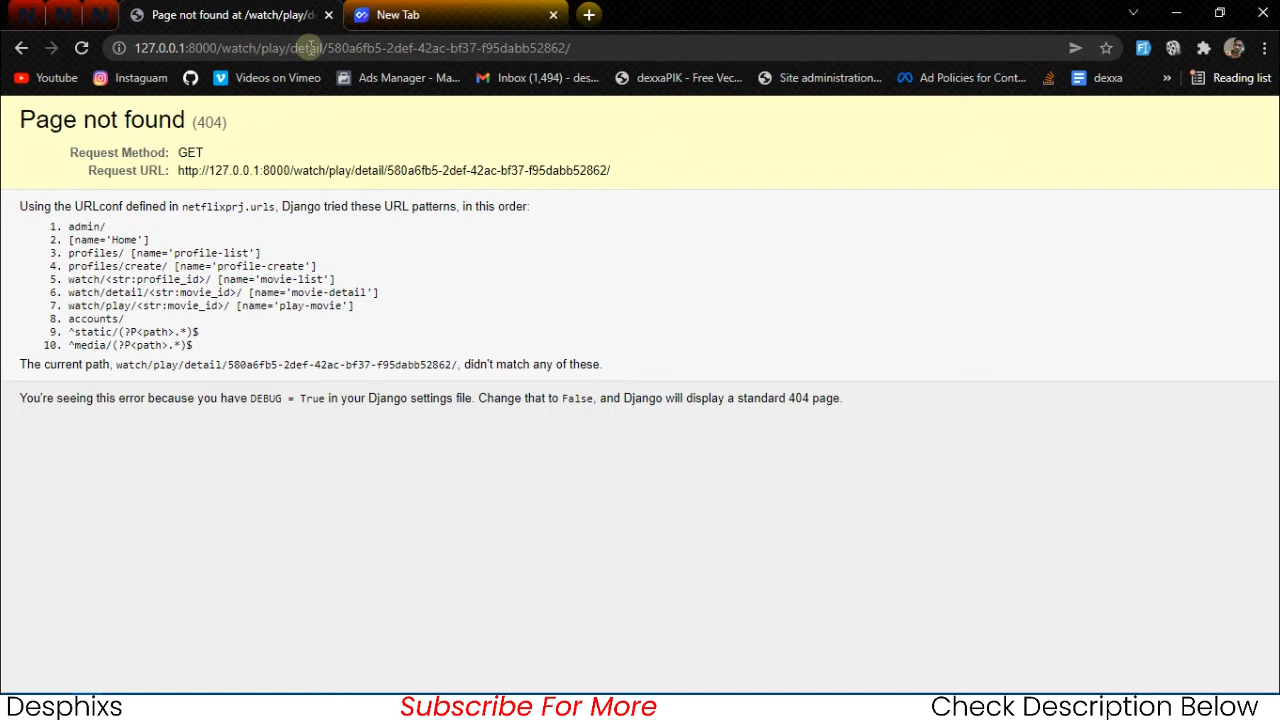 Page not found at /watch/play/d
New Tab
127.0.0.1:8000/watch/play/detail/580a6fb5-2def-42ac-bf37-f95dabb52862/
Youtube
Instaguam
Videos on Vimeo
Ads Manager - Ma...
Inbox (1,494) - des...
dexxaPIK - Free Vec...
Site administration...
Ad Policies for Cont...
dexxa
»
Reading list
Page not found (404)
Request Method: GET
Request URL: http://127.0.0.1:8000/watch/play/detail/580a6fb5-2def-42ac-bf37-f95dabb52862/
Using the URLconf defined in netflixprj.urls, Django tried these URL patterns, in this order:
1. admin/
2. [name='Home']
3. profiles/ [name='profile-list']
4. profiles/create/ [name='profile-create']
5. watch/<str:profile_id>/ [name='movie-list']
6. watch/detail/<str:movie_id>/ [name='movie-detail']
7. watch/play/<str:movie_id>/ [name='play-movie']
8. accounts/
9. ^static/(?P<path>.*)$
10. ^media/(?P<path>.*)$
The current path, watch/play/detail/580a6fb5-2def-42ac-bf37-f95dabb52862/, didn't match any of these.
You're seeing this error because you have DEBUG = True in your Django settings file. Change that to False, and Django will display a standard 404 page.
Desphixs
Subscribe For More
Check Description Below